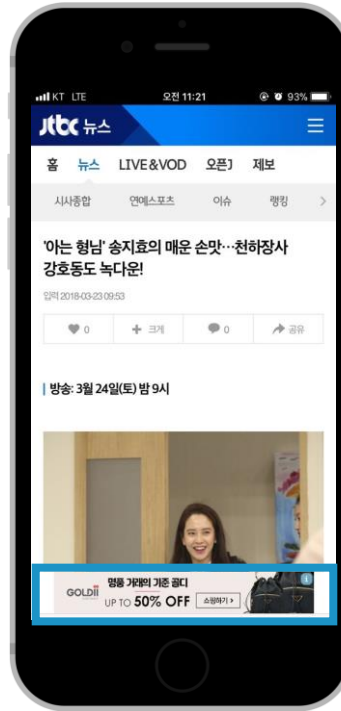 KT LTE 오전 11:21 93%
jtbc 뉴스
홈 뉴스 LIVE&VOD 오픈J 제보
시사종합 연예스포츠 이슈 랭킹 >
'아는 형님' 송지효의 매운 손맛…천하장사
강호동도 녹다운!
입력 2018-03-23 09:53
0 크게 0 공유
방송: 3월 24일(토) 밤 9시
명품 거래의 기준 골디
GOLDii
UP TO 50% OFF 쇼핑하기 >